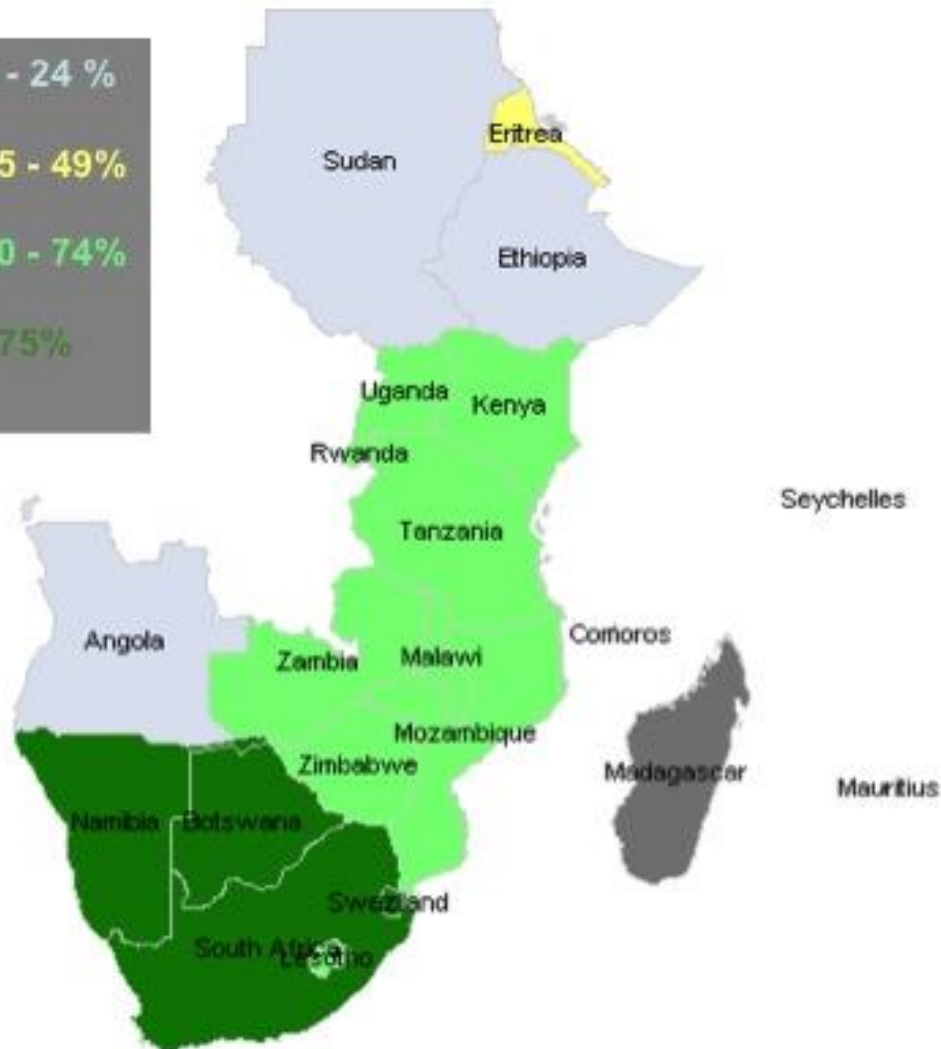 - 24 %
5 - 49%
0 - 74%
75%
Eritrea
Sudan
Ethiopia
Uganda
Kenya
Rwanda
Seychelles
Tanzania
Comoros
Angola
Zambia
Malawi
Mozambique
Zimbabwe
Madagascar
Mauritius
Namibia
Botswana
Swaziland
South Africa
Lesotho